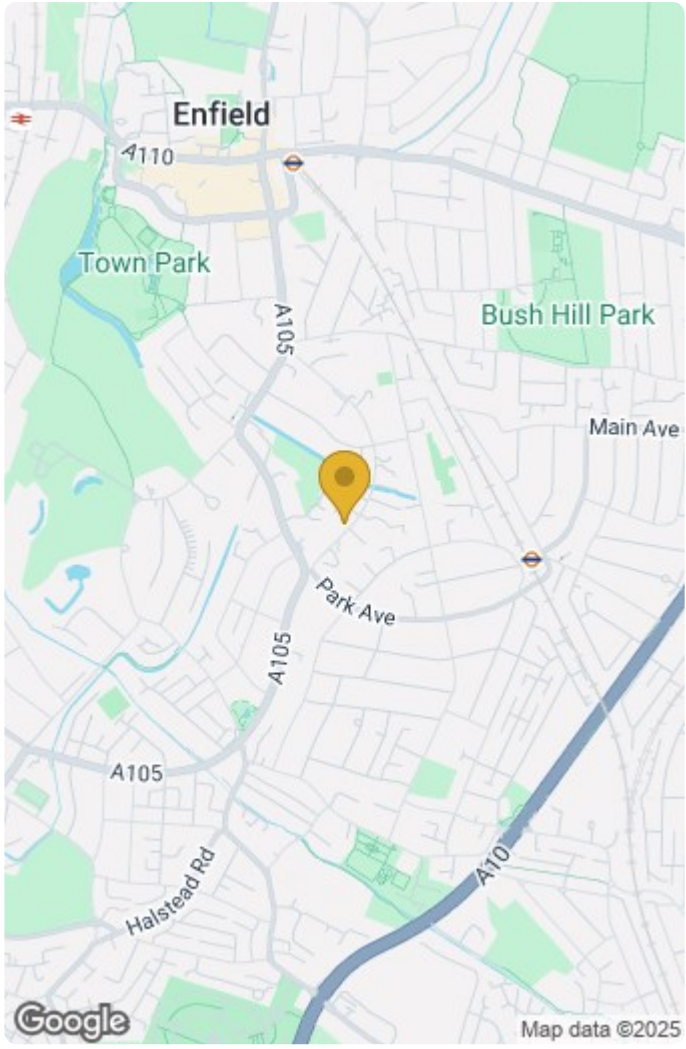 Enfield
A110
Town Park
A105
Bush Hill Park
Main Ave
Park Ave
A105
A105
A10
Halstead Rd
Google
Map data ©2025